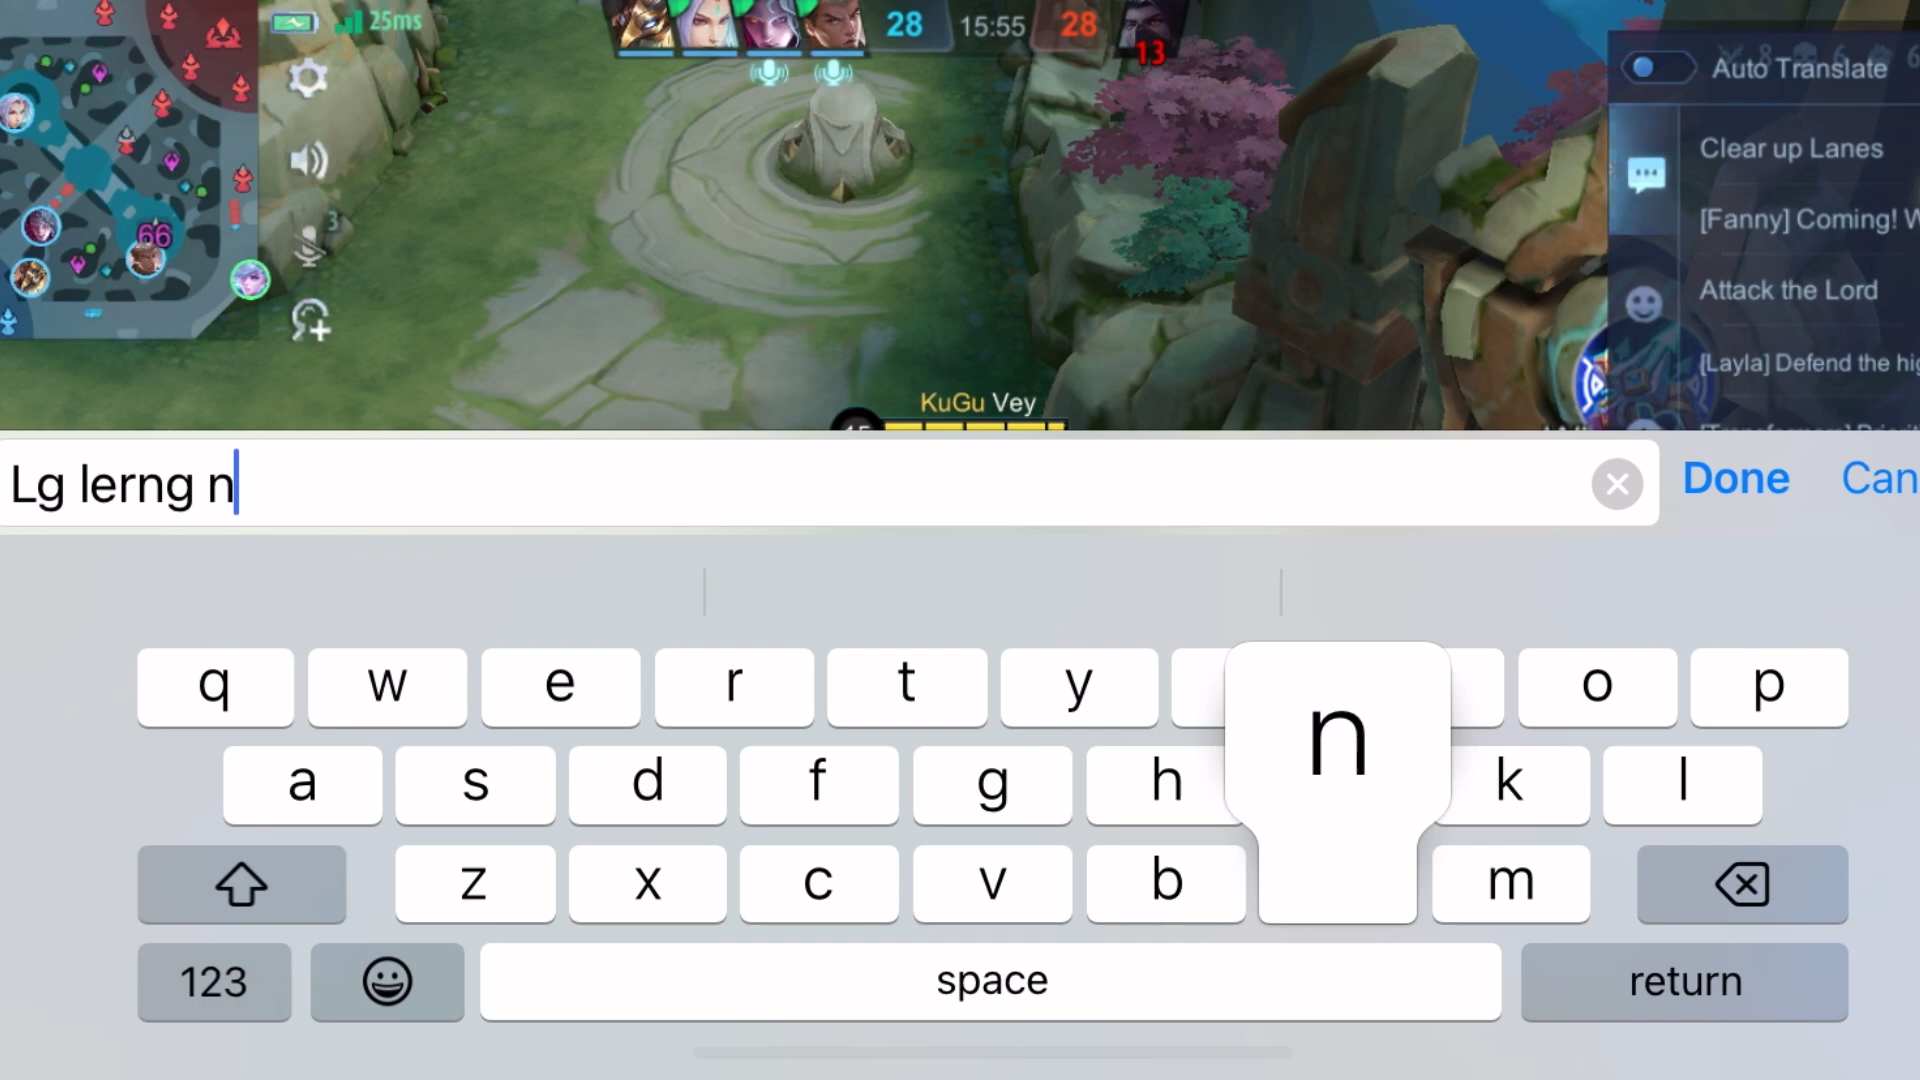 25ms
28
15:55
28
13
3
66
KuGu Vey
Auto Translate
Clear up Lanes
[Fanny] Coming! W
Attack the Lord
[Layla] Defend the hig
Lg lerng n
Done
Can
q w e r t y o p
a s d f g h k l
n
z x c v b m
123
space
return